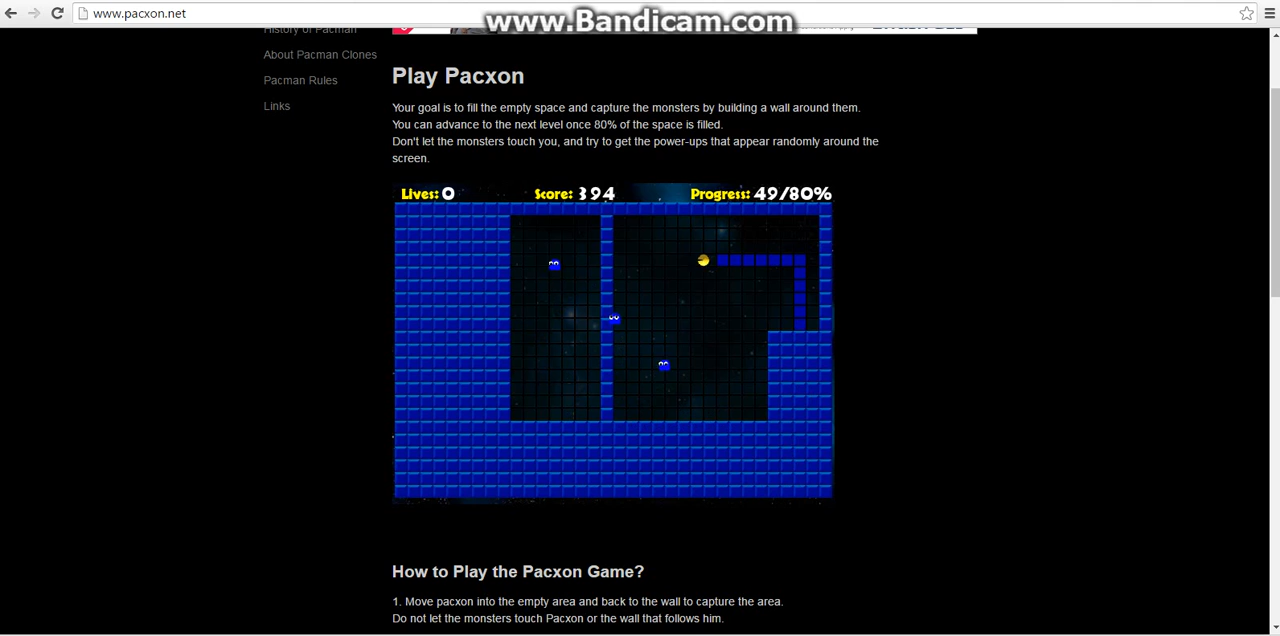 www.pacxon.net
www.Bandicam.com
History of Pacman
About Pacman Clones
Pacman Rules
Links
Play Pacxon
Your goal is to fill the empty space and capture the monsters by building a wall around them.
You can advance to the next level once 80% of the space is filled.
Don't let the monsters touch you, and try to get the power-ups that appear randomly around the
screen.
Lives: 0 Score: 394 Progress: 49/80%
How to Play the Pacxon Game?
1. Move pacxon into the empty area and back to the wall to capture the area.
Do not let the monsters touch Pacxon or the wall that follows him.